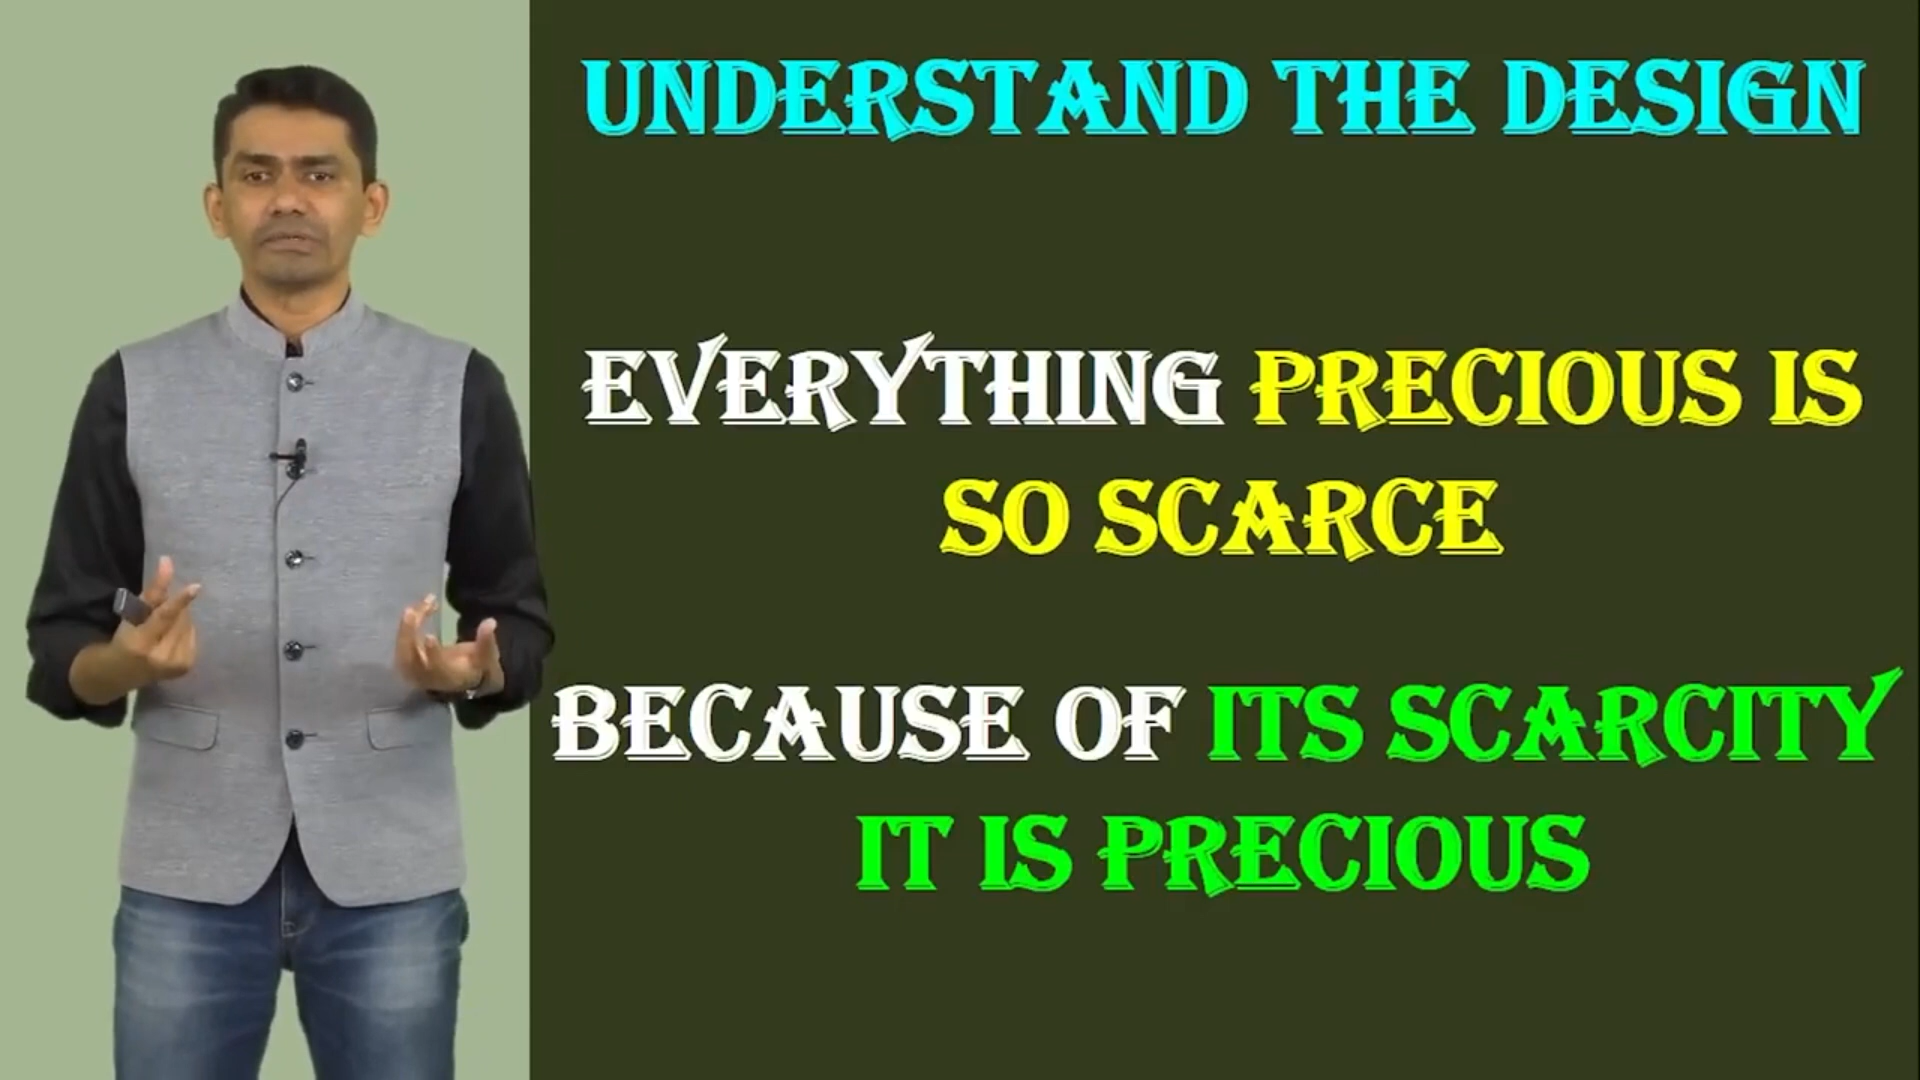 UNDERSTAND THE DESIGN
EVERYTHING PRECIOUS IS
SO SCARCE
BECAUSE OF ITS SCARCITY
IT IS PRECIOUS